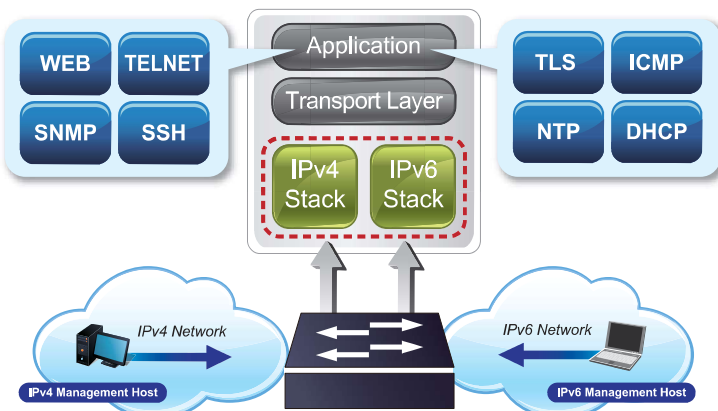 Application
WEB
TELNET
TLS
ICMP
Transport Layer
SNMP
SSH
NTP
DHCP
IPv4
Stack
IPv6
Stack
IPv4 Network
IPv6 Network
IPv4 Management Host
IPv6 Management Host